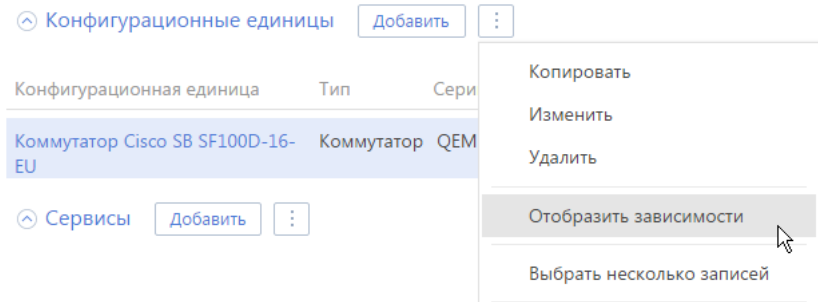 Конфигурационные единицы
Добавить
Копировать
Конфигурационная единица
Тип
Сери
Изменить
Коммутатор Cisco SB SF100D-16-
EU
Коммутатор
QEM
Удалить
Сервисы
Добавить
Отобразить зависимости
Выбрать несколько записей